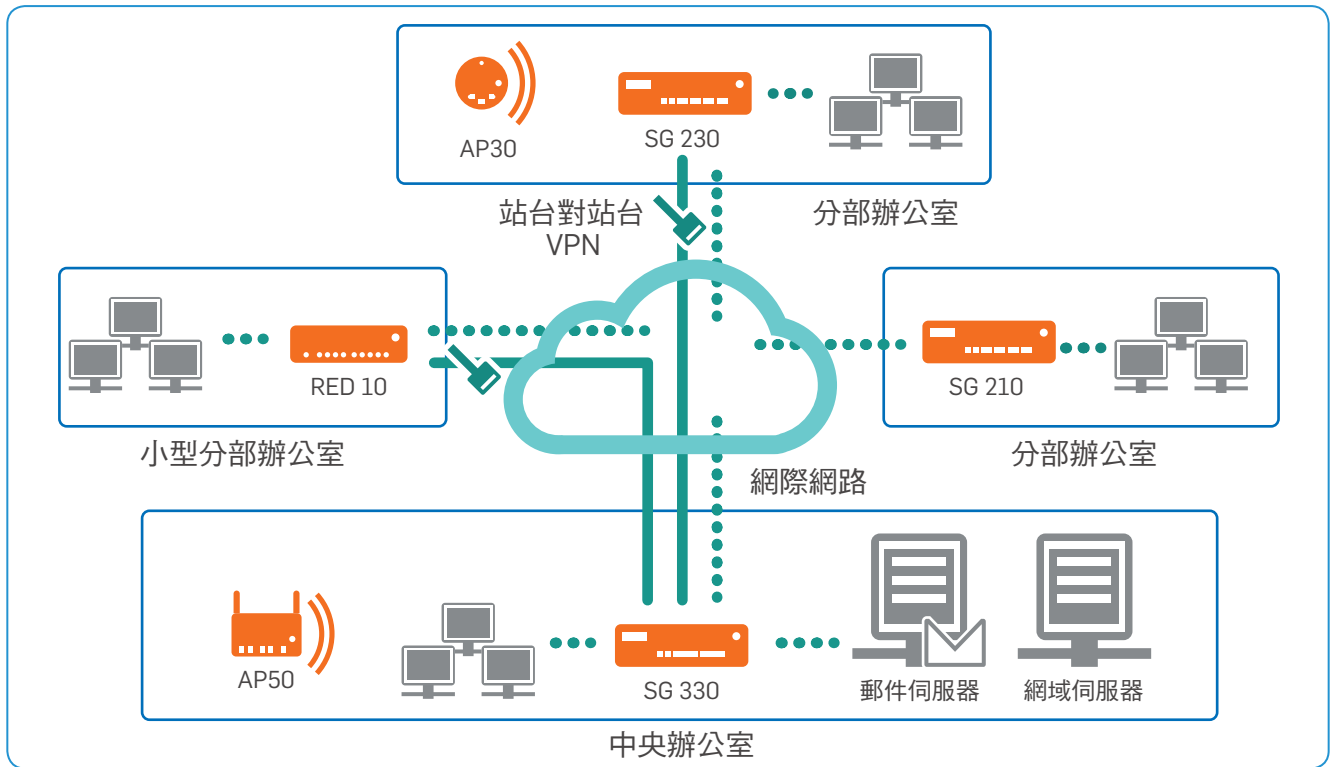 AP30
SG 230
站台對站台
VPN
分部辦公室
RED 10
小型分部辦公室
SG 210
分部辦公室
網際網路
AP50
SG 330
郵件伺服器
網域伺服器
中央辦公室